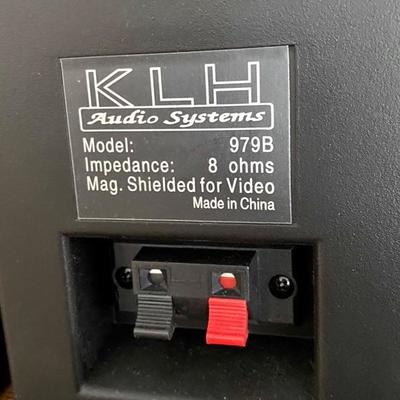 KLH
Audio Systems
Model: 979B
Impedance: 8 ohms
Mag. Shielded for Video
Made in China